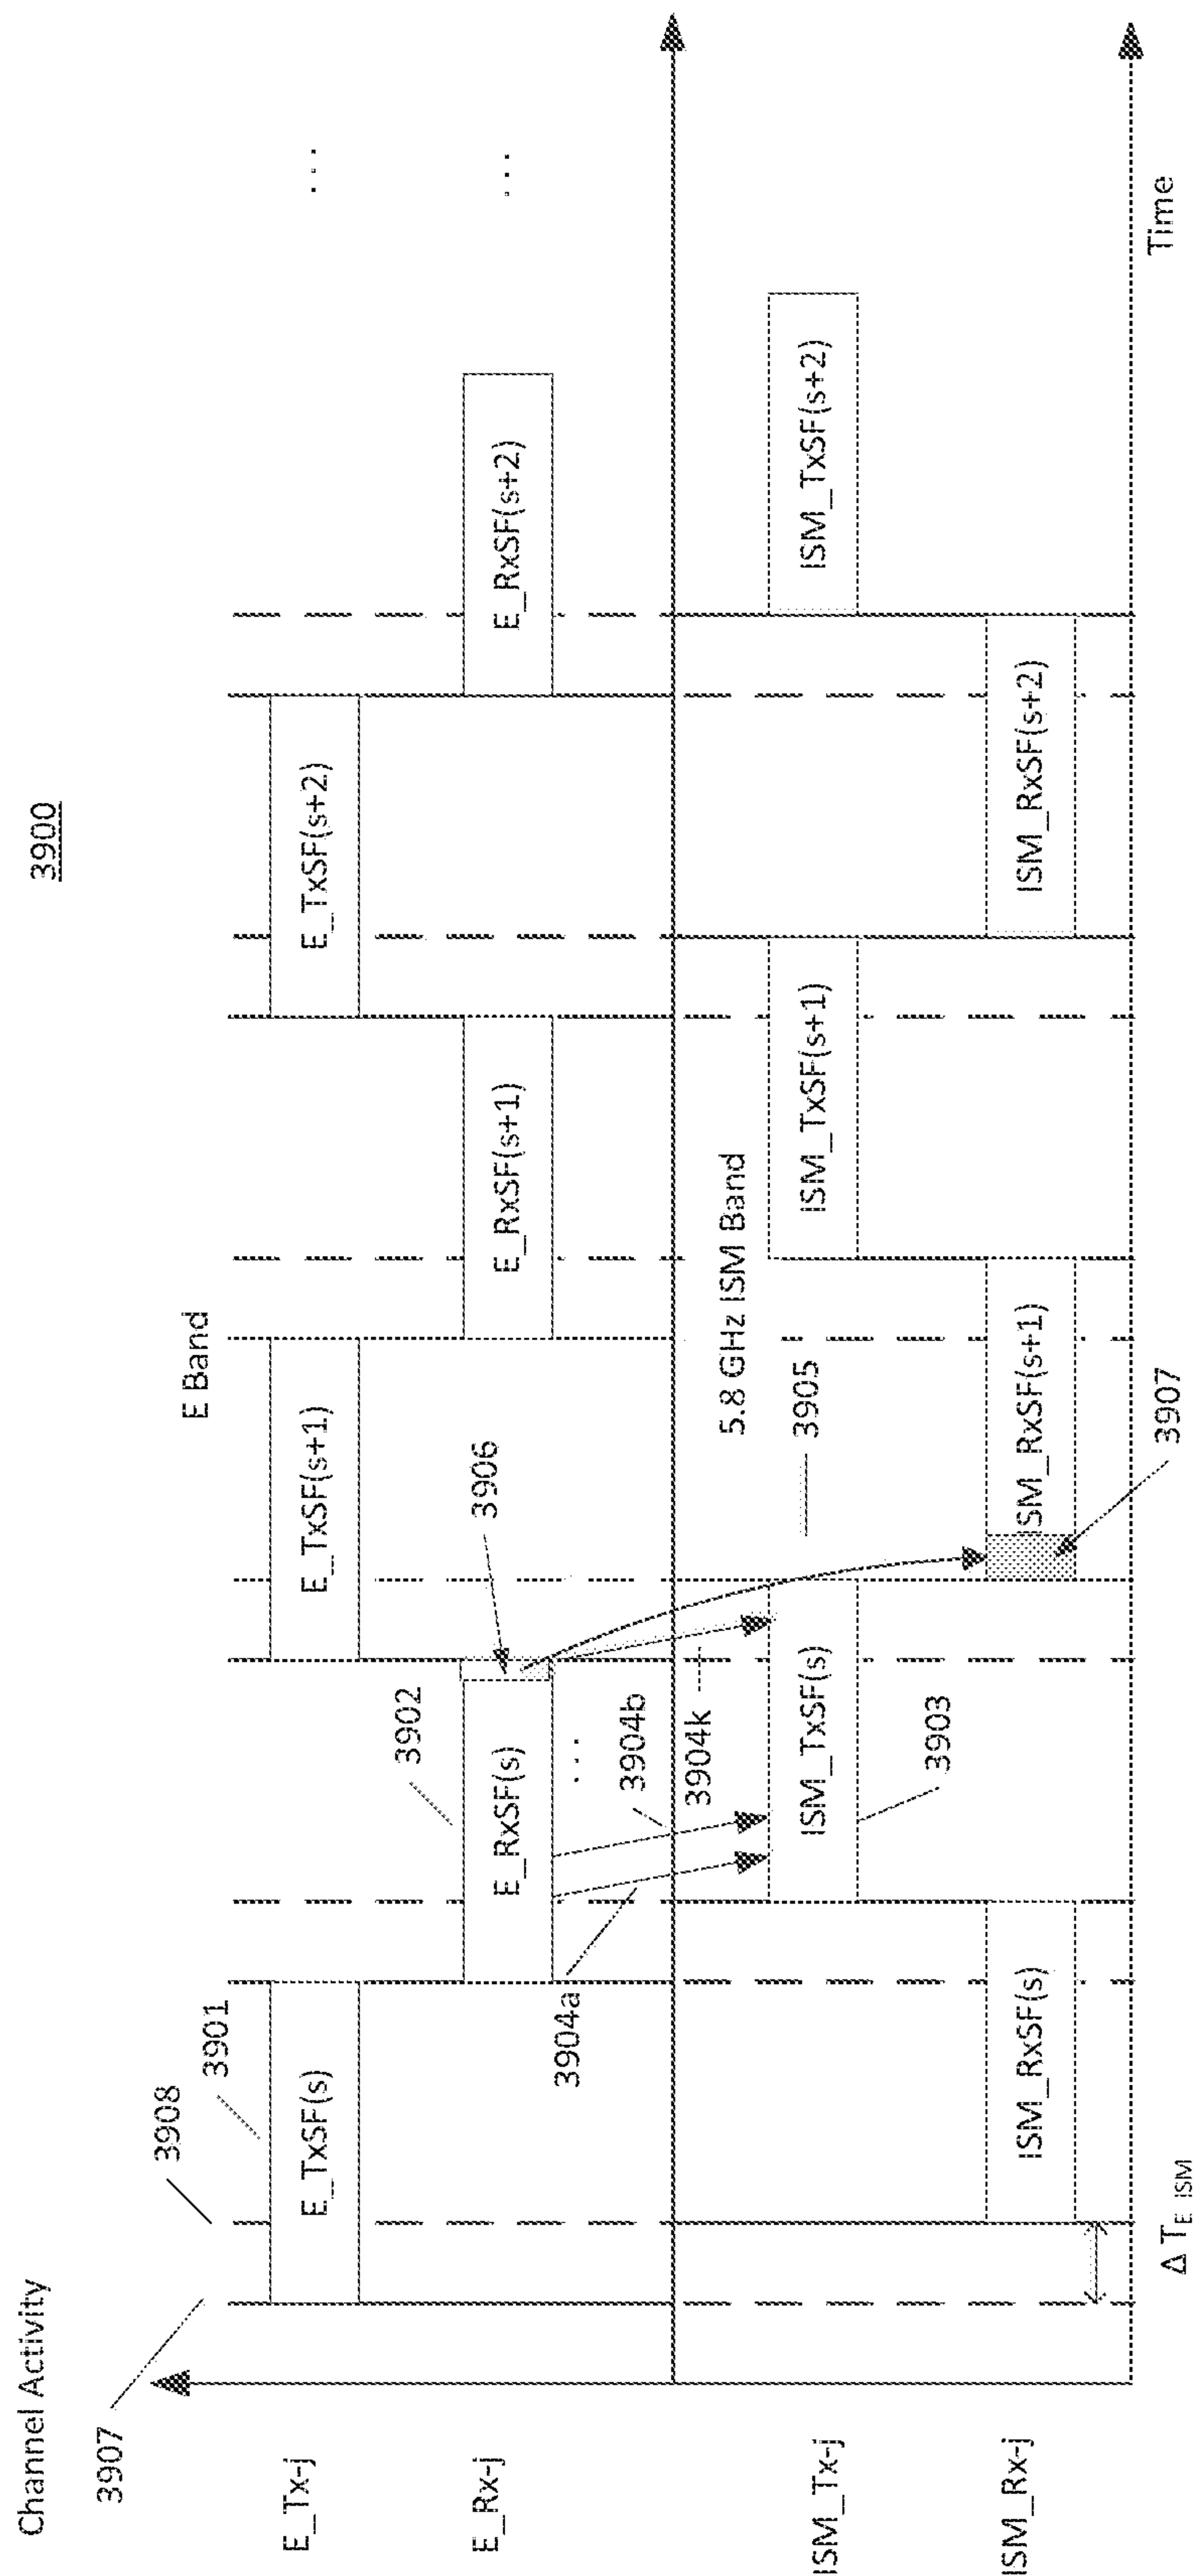 3900
Channel Activity
3907
3908
3901
E Band
E_Tx-j
E_TxSF(s)
E_TxSF(s+1)
E_TxSF(s+2)
...
3902
3906
E_Rx-j
E_RxSF(s)
E_RxSF(s+1)
E_RxSF(s+2)
...
3904a
...
3904b
3904k
5.8 GHz ISM Band
3905
ISM_Tx-j
ISM_TxSF(s)
ISM_TxSF(s+1)
ISM_TxSF(s+2)
3903
ISM_Rx-j
ISM_RxSF(s)
SM_RxSF(s+1)
ISM_RxSF(s+2)
3907
Δ T E ISM
Time